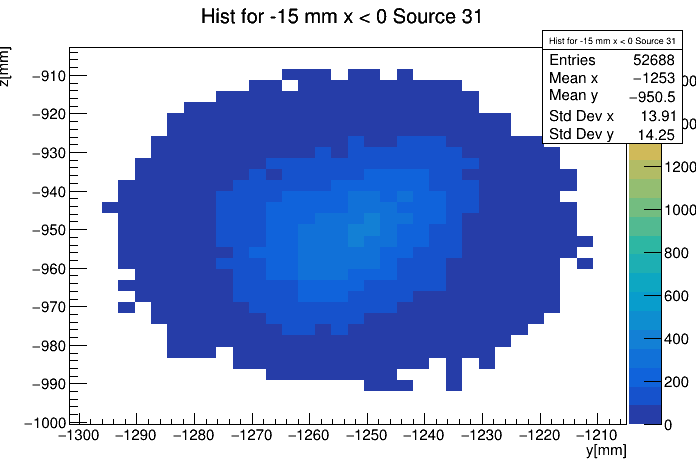 Hist for -15 mm x < 0 Source 31
z[mm]
Hist for -15 mm x < 0 Source 31
Entries 52688
Mean x −1253
Mean y −950.5
Std Dev x 13.91
Std Dev y 14.25
−910
−920
−930
−940
−950
−960
−970
−980
−990
−1000
1200
1000
800
600
400
200
0
−1300 −1290 −1280 −1270 −1260 −1250 −1240 −1230 −1220 −1210
y[mm]